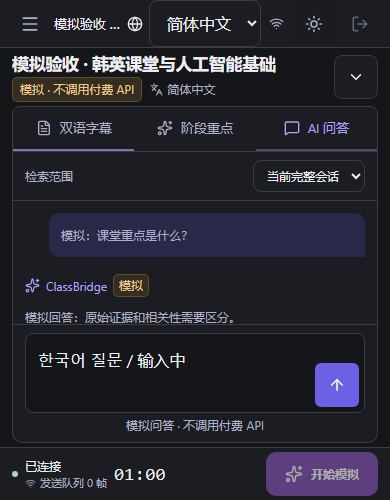 模拟验收 ... 简体中文
模拟验收 · 韩英课堂与人工智能基础
模拟 · 不调用付费 API 简体中文
双语字幕 阶段重点 AI 问答
检索范围 当前完整会话
模拟：课堂重点是什么？
ClassBridge 模拟
模拟回答：原始证据和相关性需要区分。
한국어 질문 / 输入中
模拟问答 · 不调用付费 API
已连接
发送队列 0 帧 01:00 开始模拟